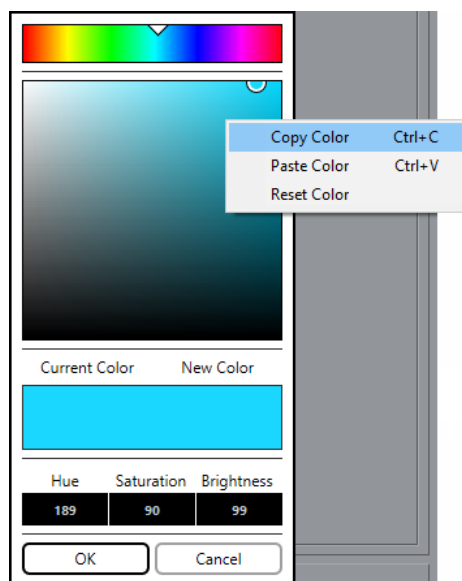 Copy Color Ctrl+C
Paste Color Ctrl+V
Reset Color
Current Color New Color
Hue Saturation Brightness
189 90 99
OK Cancel